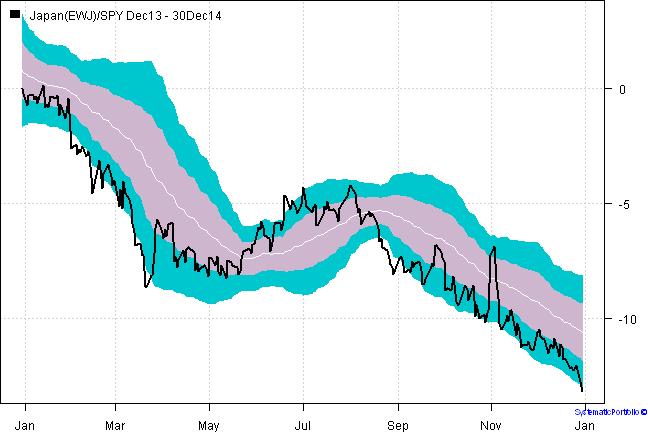 Japan(EWJ)/SPY Dec13 - 30Dec14
0
-5
-10
Jan Mar May Jul Sep Nov Jan
SystematicPortfolio ©